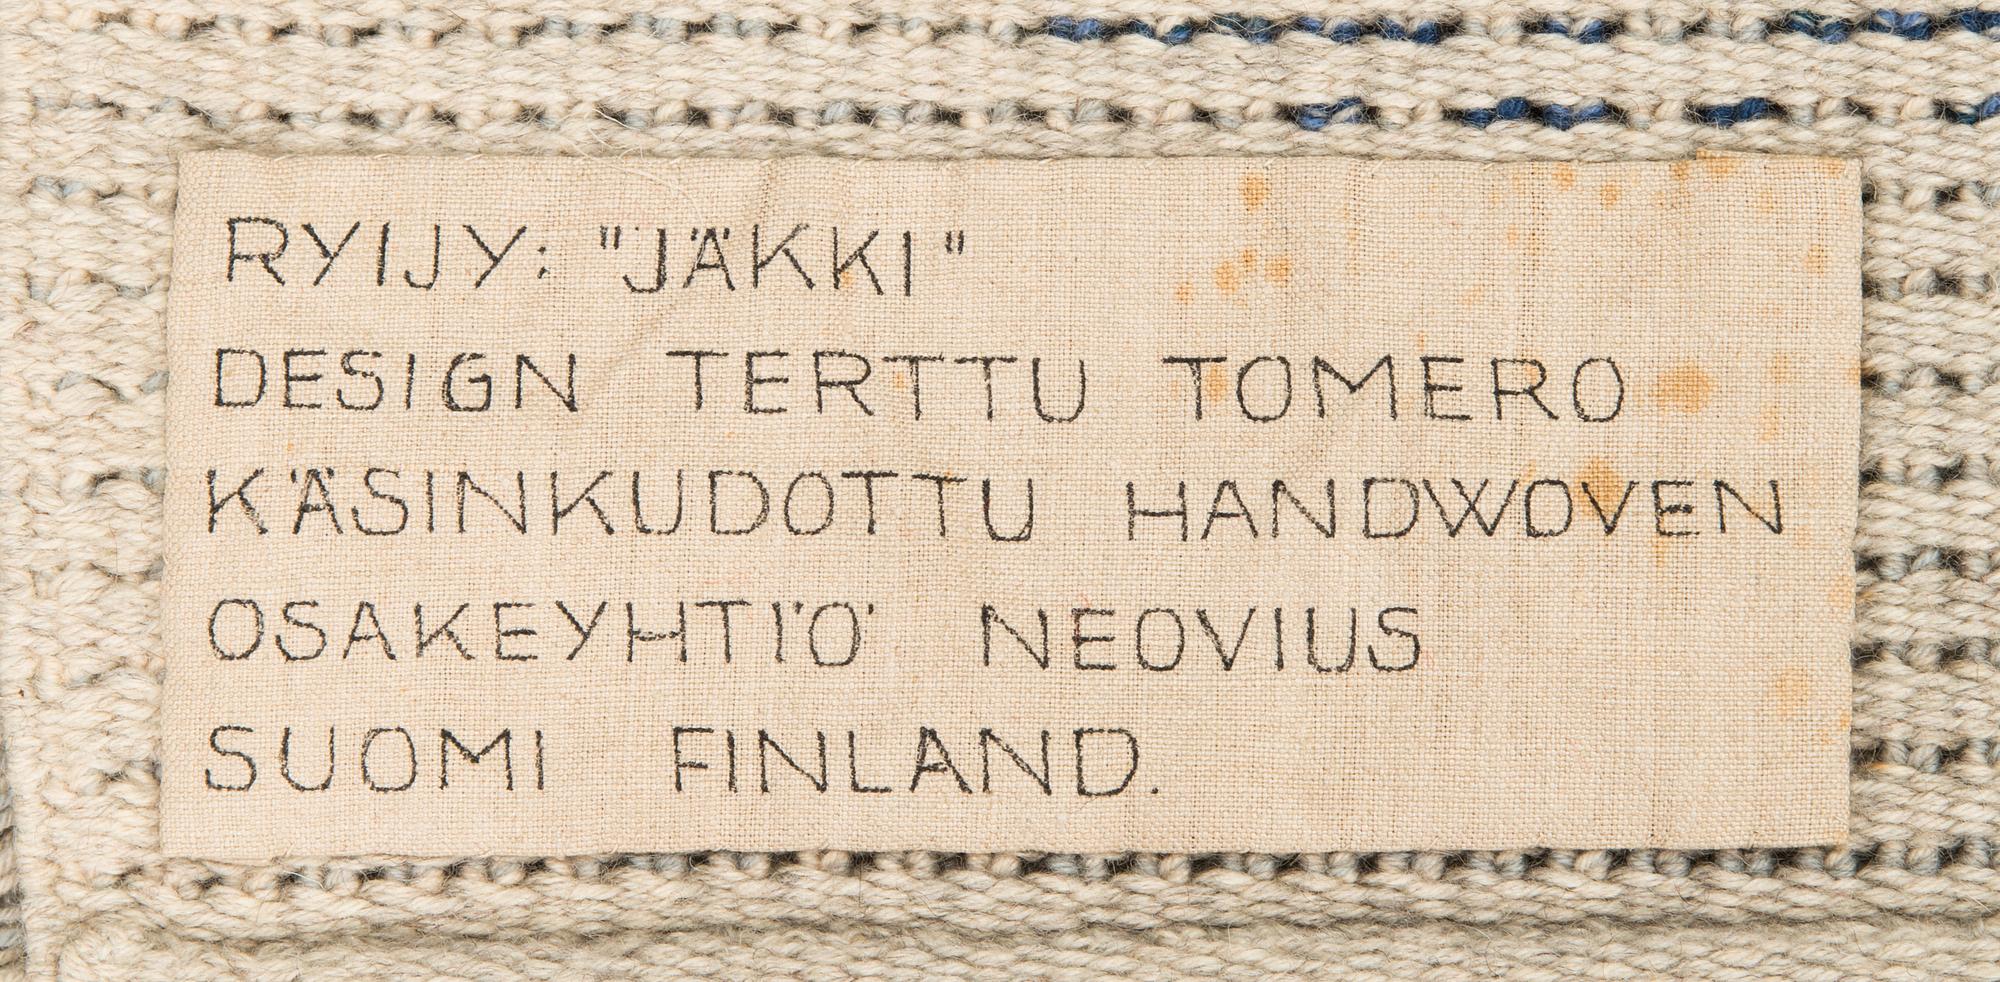 RYIJY: "JÄKKI"
DESIGN TERTTU TOMERO
KÄSINKUDOTTU HANDWOVEN
OSAKEYHTIÖ NEOVIUS
SUOMI FINLAND.